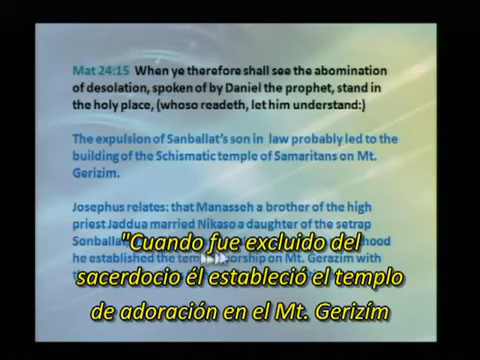 Mat 24:15 When ye therefore shall see the abomination
of desolation, spoken of by Daniel the prophet, stand in
the holy place, (whoso readeth, let him understand:)
The expulsion of Sanballat's son in law probably led to the
building of the Schismatic temple of Samaritans on Mt.
Gerizim.
Josephus relates: that Manasseh a brother of the high
priest Jaddua married Nikaso a daughter of the setrap
Sonballat
he established the temple worship on Mt. Gerazim with
"Cuando fue excluido del
sacerdocio él estableció el templo
de adoración en el Mt. Gerizím